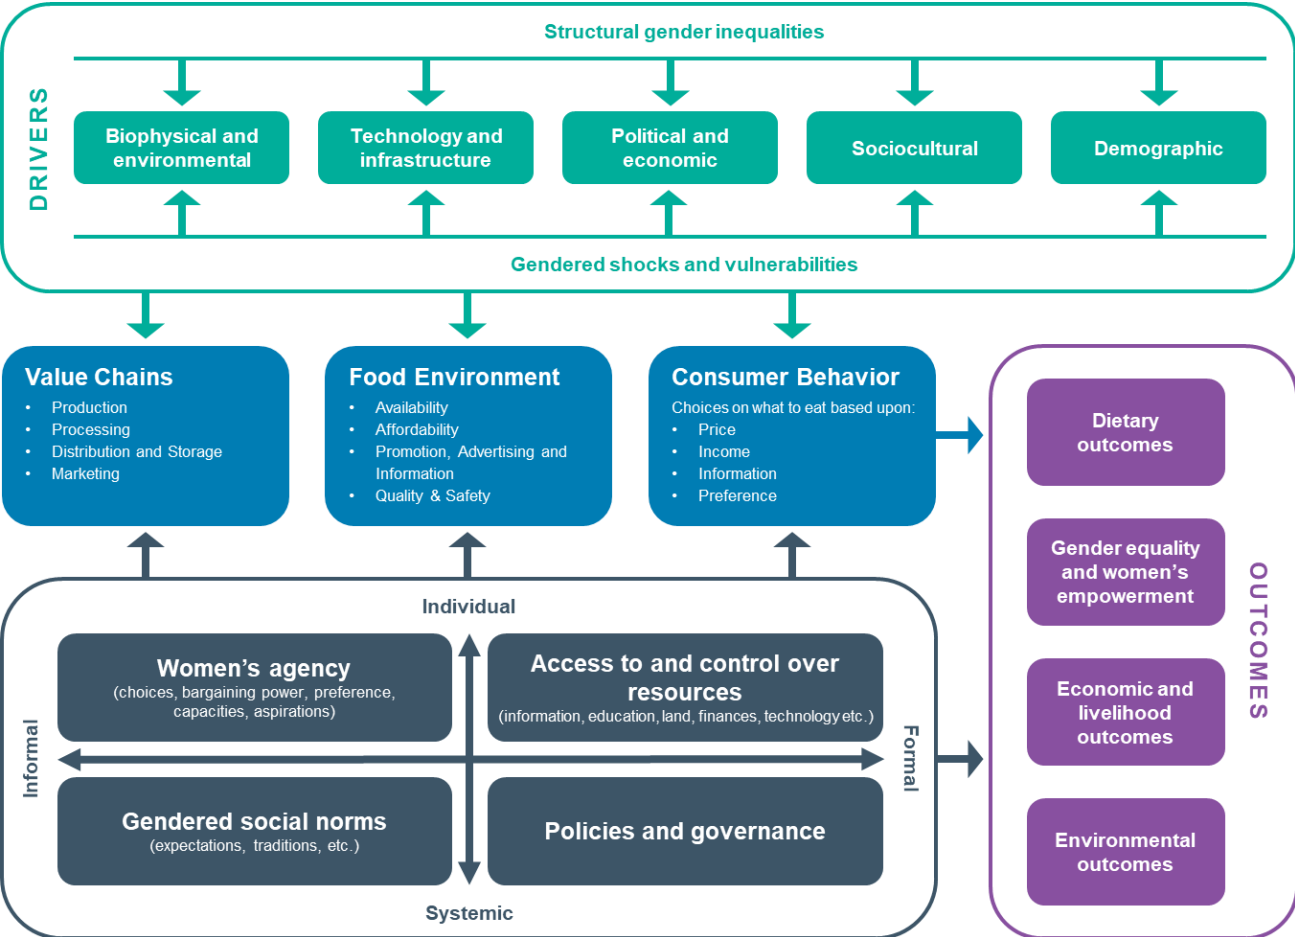 Structural gender inequalities
DRIVERS
Biophysical and
environmental
Technology and
infrastructure
Political and
economic
Sociocultural
Demographic
Gendered shocks and vulnerabilities
Value Chains
• Production
• Processing
• Distribution and Storage
• Marketing
Food Environment
• Availability
• Affordability
• Promotion, Advertising and
Information
• Quality & Safety
Consumer Behavior
Choices on what to eat based upon:
• Price
• Income
• Information
• Preference
Individual
Women’s agency
(choices, bargaining power, preference,
capacities, aspirations)
Access to and control over
resources
(information, education, land, finances, technology etc.)
Informal
Formal
Gendered social norms
(expectations, traditions, etc.)
Policies and governance
Systemic
OUTCOMES
Dietary
outcomes
Gender equality
and women’s
empowerment
Economic and
livelihood
outcomes
Environmental
outcomes